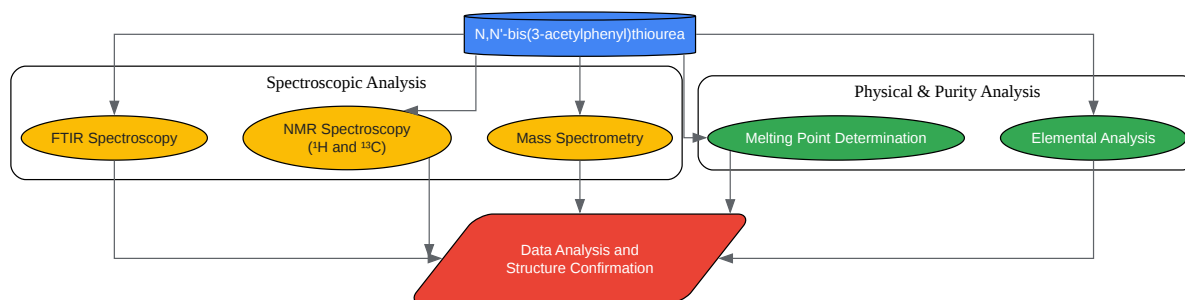 N,N'-bis(3-acetylphenyl)thiourea
Spectroscopic Analysis
Physical & Purity Analysis
FTIR Spectroscopy
NMR Spectroscopy
(¹H and ¹³C)
Mass Spectrometry
Melting Point Determination
Elemental Analysis
Data Analysis and
Structure Confirmation